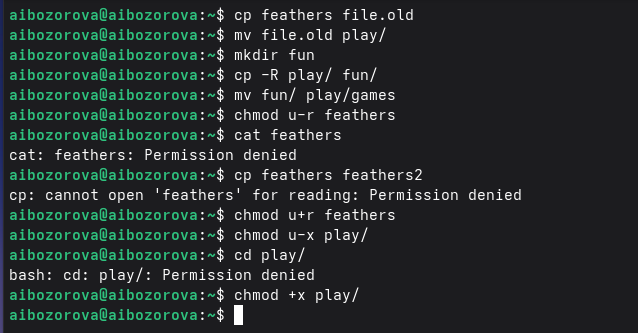 aibozorova@aibozorova:~$ cp feathers file.old
aibozorova@aibozorova:~$ mv file.old play/
aibozorova@aibozorova:~$ mkdir fun
aibozorova@aibozorova:~$ cp -R play/ fun/
aibozorova@aibozorova:~$ mv fun/ play/games
aibozorova@aibozorova:~$ chmod u-r feathers
aibozorova@aibozorova:~$ cat feathers
cat: feathers: Permission denied
aibozorova@aibozorova:~$ cp feathers feathers2
cp: cannot open 'feathers' for reading: Permission denied
aibozorova@aibozorova:~$ chmod u+r feathers
aibozorova@aibozorova:~$ chmod u-x play/
aibozorova@aibozorova:~$ cd play/
bash: cd: play/: Permission denied
aibozorova@aibozorova:~$ chmod +x play/
aibozorova@aibozorova:~$